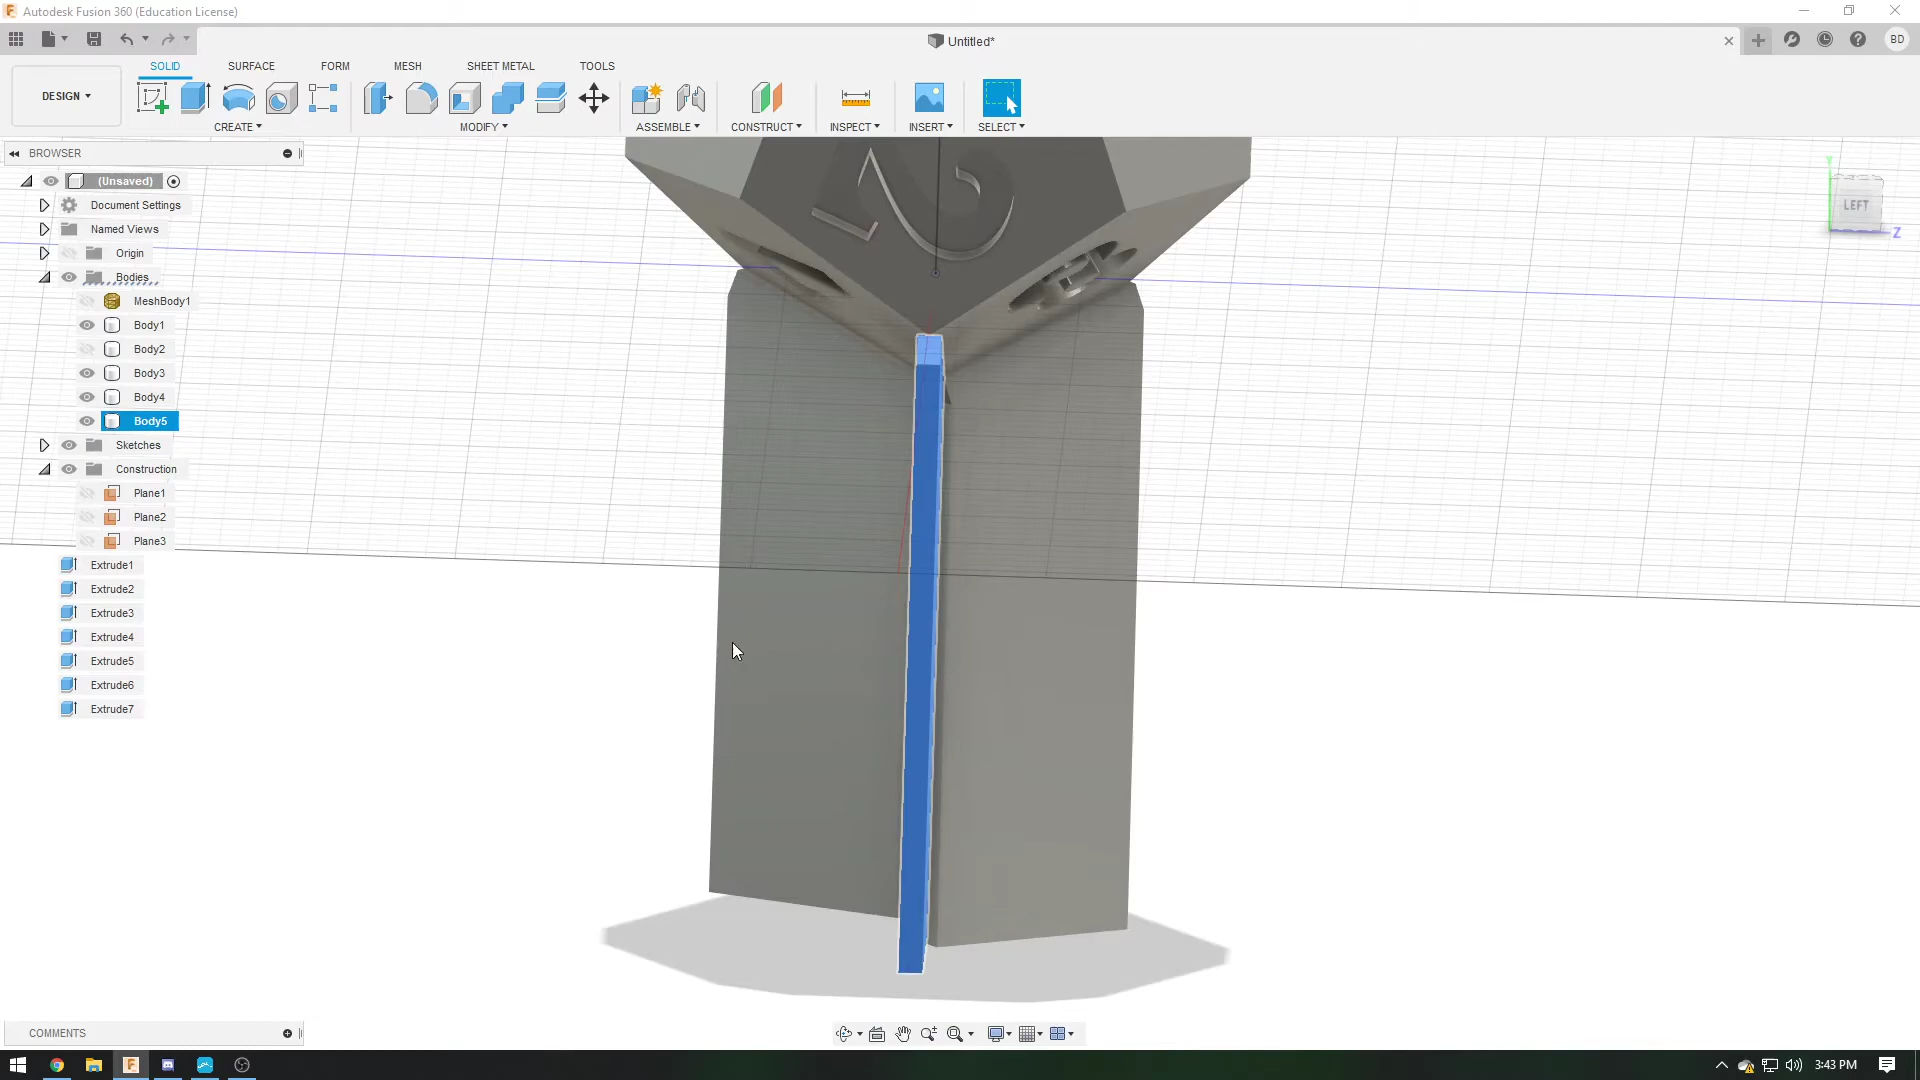 Autodesk Fusion 360 (Education License)
Untitled*
BD
DESIGN
SOLID SURFACE FORM MESH SHEET METAL TOOLS
CREATE MODIFY ASSEMBLE CONSTRUCT INSPECT INSERT SELECT
BROWSER
(Unsaved)
Document Settings
Named Views
Origin
Bodies
MeshBody1
Body1
Body2
Body3
Body4
Body5
Sketches
Construction
Plane1
Plane2
Plane3
Extrude1
Extrude2
Extrude3
Extrude4
Extrude5
Extrude6
Extrude7
LEFT
Z
COMMENTS
3:43 PM